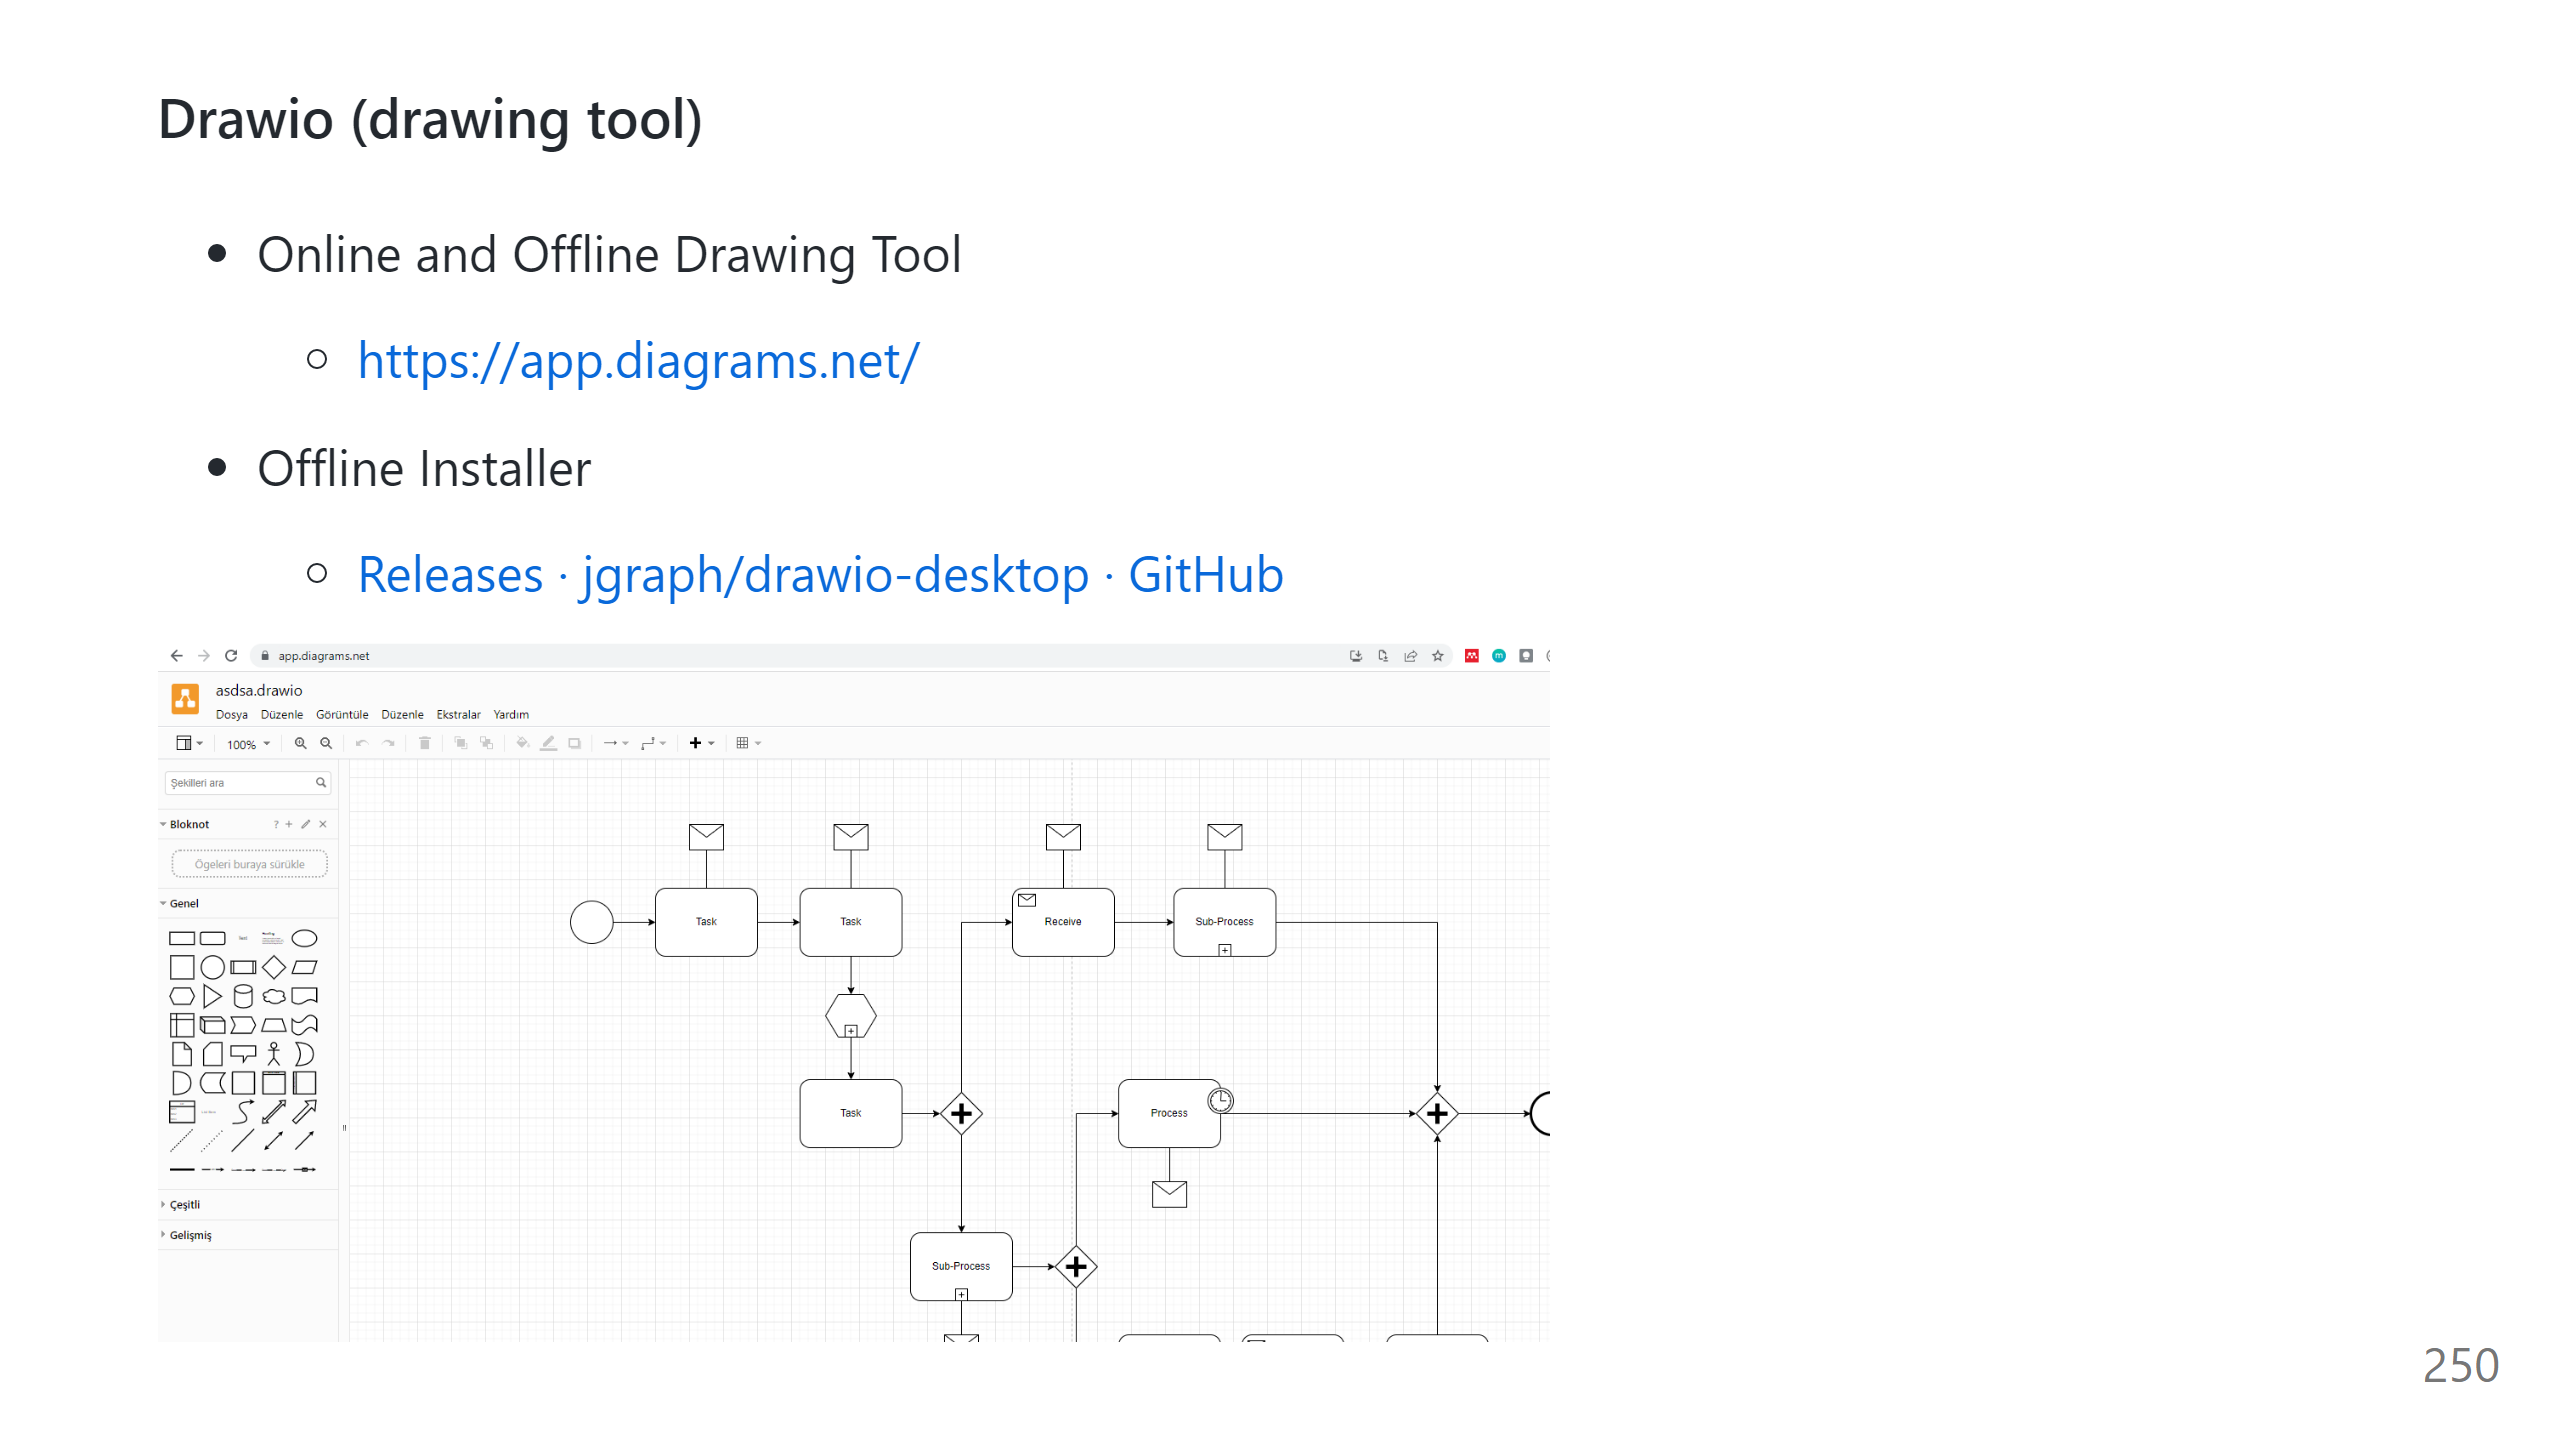 Drawio (drawing tool)
Online and Offline Drawing Tool
https://app.diagrams.net/
Offline Installer
Releases · jgraph/drawio-desktop · GitHub
app.diagrams.net
asdsa.drawio
Dosya Düzenle Görüntüle Düzenle Ekstralar Yardım
100%
Şekilleri ara
Bloknot
Ögeleri buraya sürükle
Genel
Çeşitli
Gelişmiş
Task Task Receive Sub-Process
Task Process
Sub-Process
250